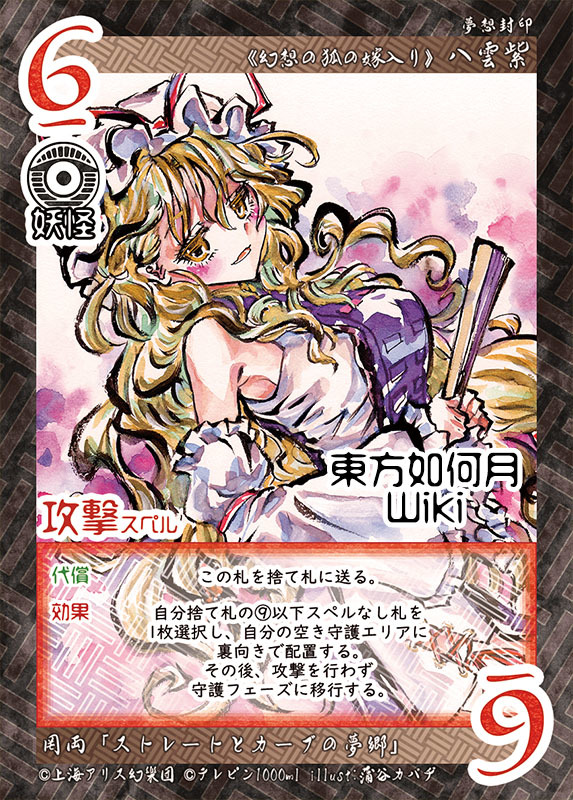 夢想封印
6
《幻想の狐の嫁入り》 八雲紫
妖怪
東方如何月
Wiki
攻撃スペル
代償
この札を捨て札に送る。
効果
自分捨て札の⑨以下スペルなし札を
1枚選択し、自分の空き守護エリアに
裏向きで配置する。
その後、攻撃を行わず
守護フェーズに移行する。
罔両「ストレートとカーブの夢郷」
9
©上海アリス幻樂団 ©テレピン1000ml illust:蒲谷カバヂ